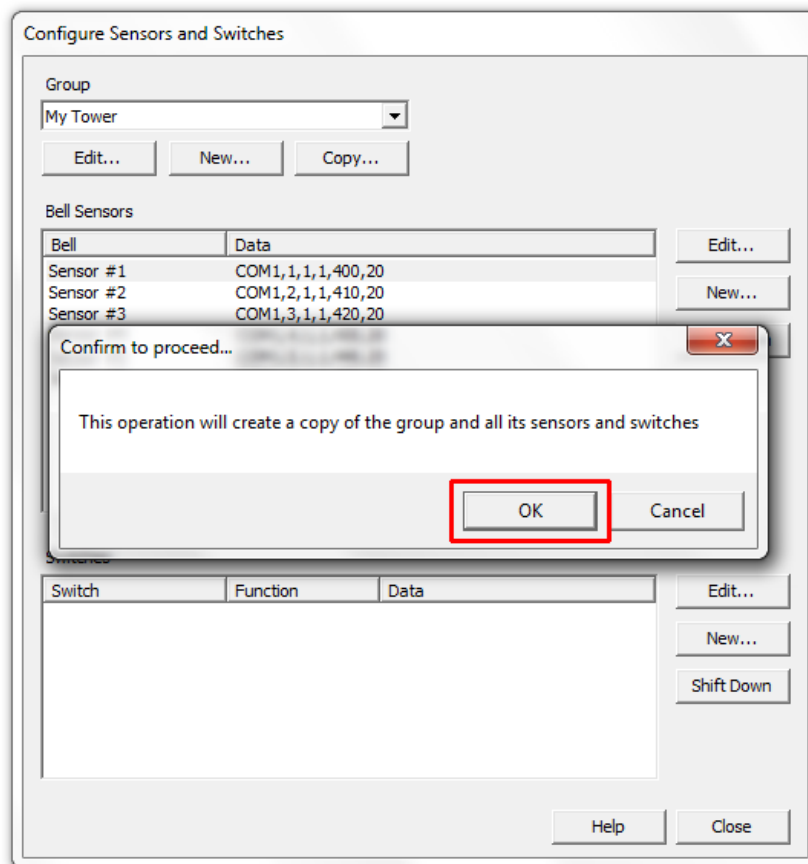 Configure Sensors and Switches
Group
My Tower
Edit... New... Copy...
Bell Sensors
Bell Data
Edit...
Sensor #1 COM1,1,1,1,400,20
Sensor #2 COM1,2,1,1,410,20
New...
Sensor #3 COM1,3,1,1,420,20
Confirm to proceed...
This operation will create a copy of the group and all its sensors and switches
OK Cancel
Switches
Switch Function Data
Edit...
New...
Shift Down
Help Close